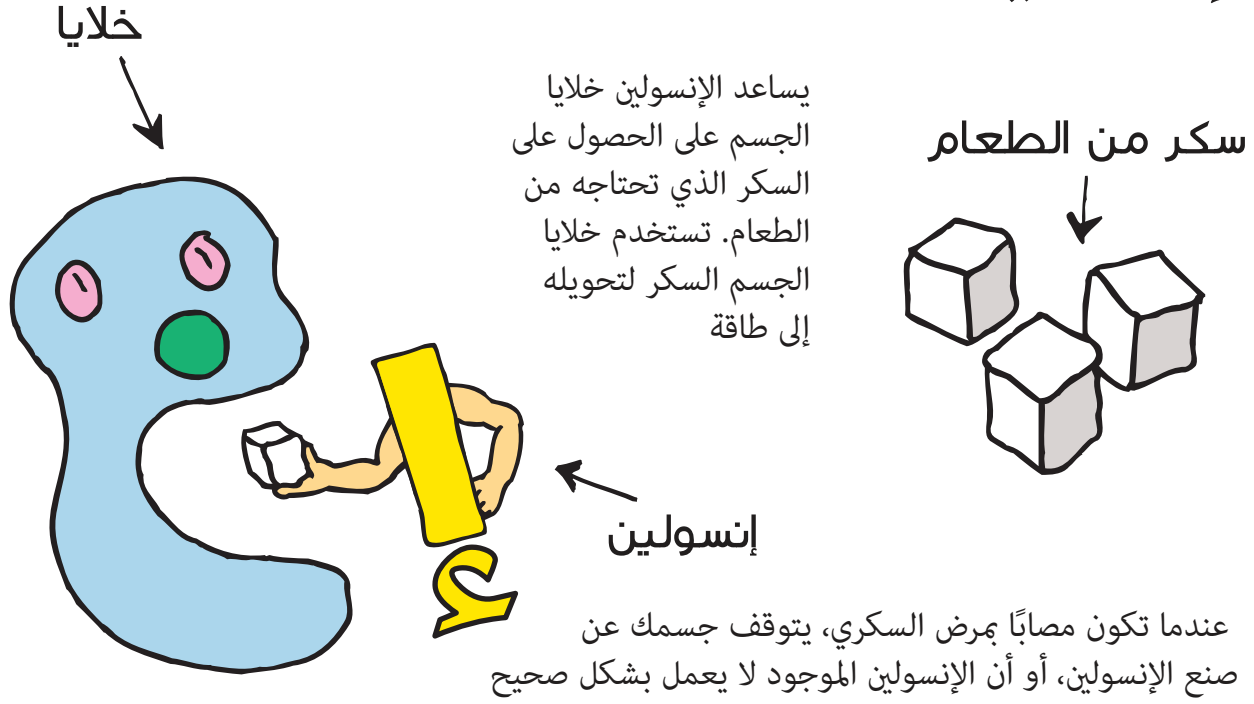 خلايا
يساعد الإنسولين خلايا
الجسم على الحصول على
السكر الذي تحتاجه من
الطعام. تستخدم خلايا
الجسم السكر لتحويله
إلى طاقة
سكر من الطعام
إنسولين
عندما تكون مصابًا بمرض السكري، يتوقف جسمك عن
صنع الإنسولين، أو أن الإنسولين الموجود لا يعمل بشكل صحيح